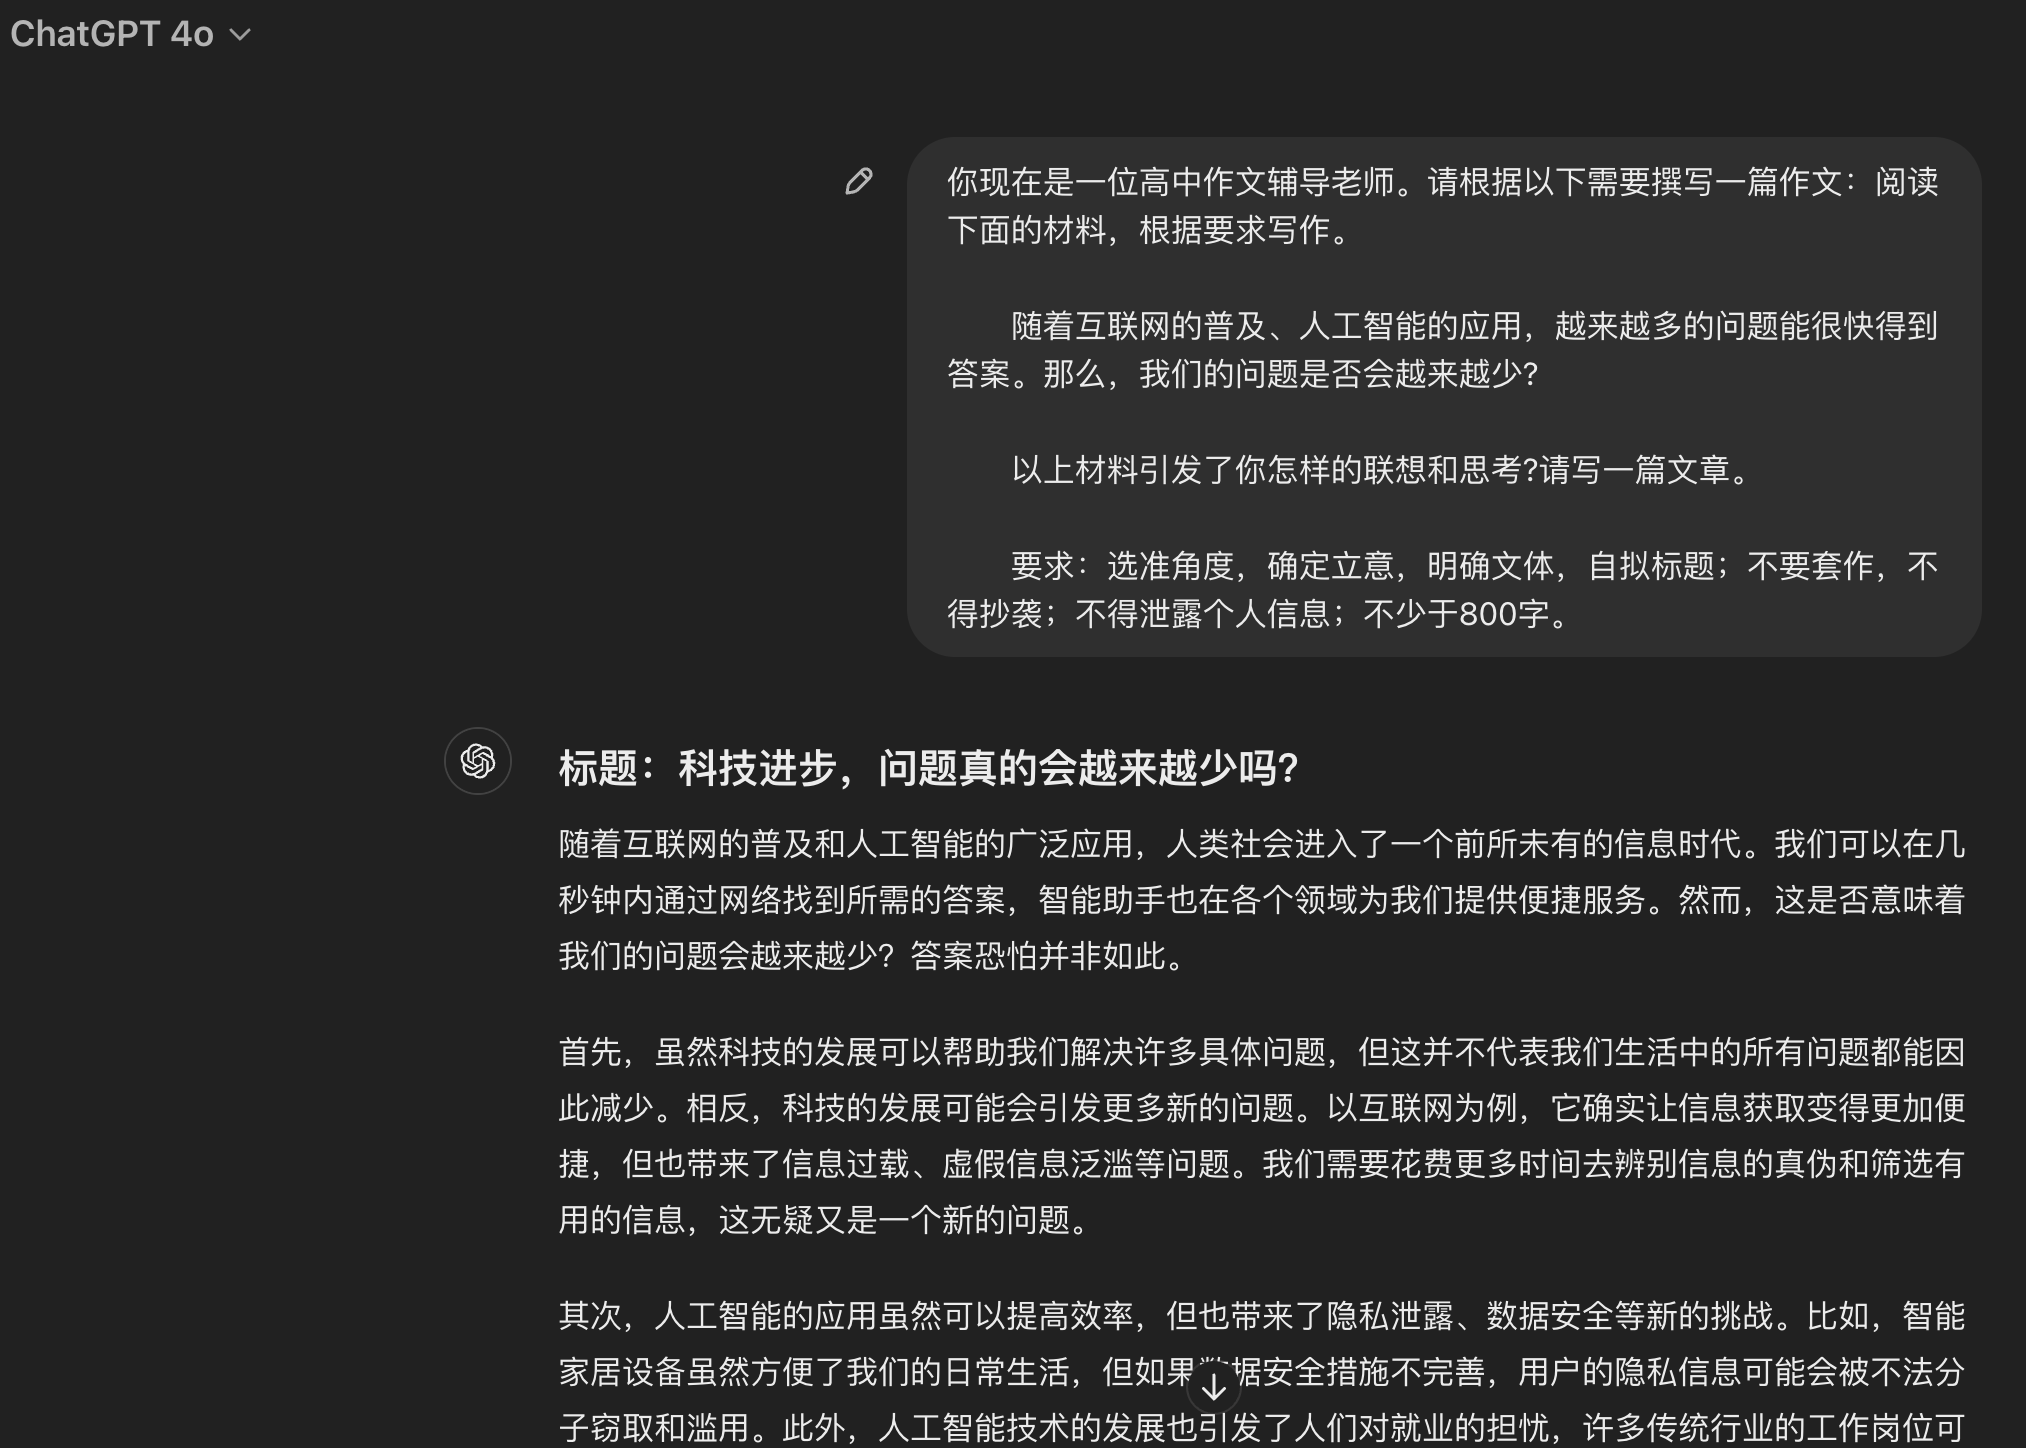 ChatGPT 4o
你现在是一位高中作文辅导老师。请根据以下需要撰写一篇作文：阅读
下面的材料，根据要求写作。
随着互联网的普及、人工智能的应用，越来越多的问题能很快得到
答案。那么，我们的问题是否会越来越少?
以上材料引发了你怎样的联想和思考?请写一篇文章。
要求：选准角度，确定立意，明确文体，自拟标题；不要套作，不
得抄袭；不得泄露个人信息；不少于800字。
标题：科技进步，问题真的会越来越少吗?
随着互联网的普及和人工智能的广泛应用，人类社会进入了一个前所未有的信息时代。我们可以在几
秒钟内通过网络找到所需的答案，智能助手也在各个领域为我们提供便捷服务。然而，这是否意味着
我们的问题会越来越少？答案恐怕并非如此。
首先，虽然科技的发展可以帮助我们解决许多具体问题，但这并不代表我们生活中的所有问题都能因
此减少。相反，科技的发展可能会引发更多新的问题。以互联网为例，它确实让信息获取变得更加便
捷，但也带来了信息过载、虚假信息泛滥等问题。我们需要花费更多时间去辨别信息的真伪和筛选有
用的信息，这无疑又是一个新的问题。
其次，人工智能的应用虽然可以提高效率，但也带来了隐私泄露、数据安全等新的挑战。比如，智能
家居设备虽然方便了我们的日常生活，但如果数据安全措施不完善，用户的隐私信息可能会被不法分
子窃取和滥用。此外，人工智能技术的发展也引发了人们对就业的担忧，许多传统行业的工作岗位可